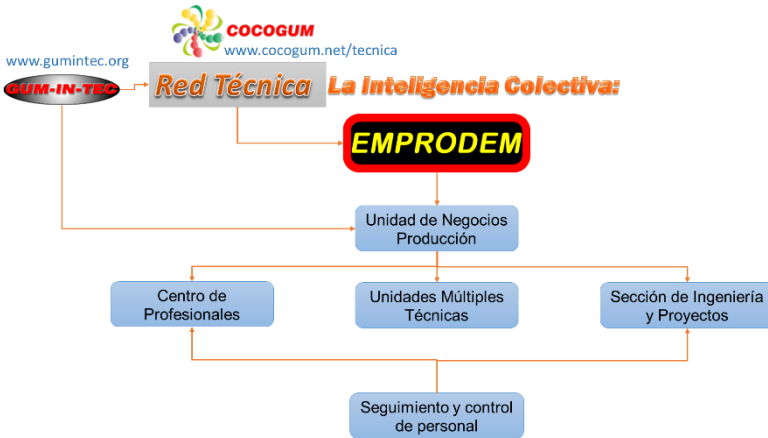 COCOGUM
www.cocogum.net/tecnica
www.gumintec.org
GUM-IN-TEC
Red Técnica
La Inteligencia Colectiva:
EMPRODEM
Unidad de Negocios
Producción
Centro de
Profesionales
Unidades Múltiples
Técnicas
Sección de Ingeniería
y Proyectos
Seguimiento y control
de personal